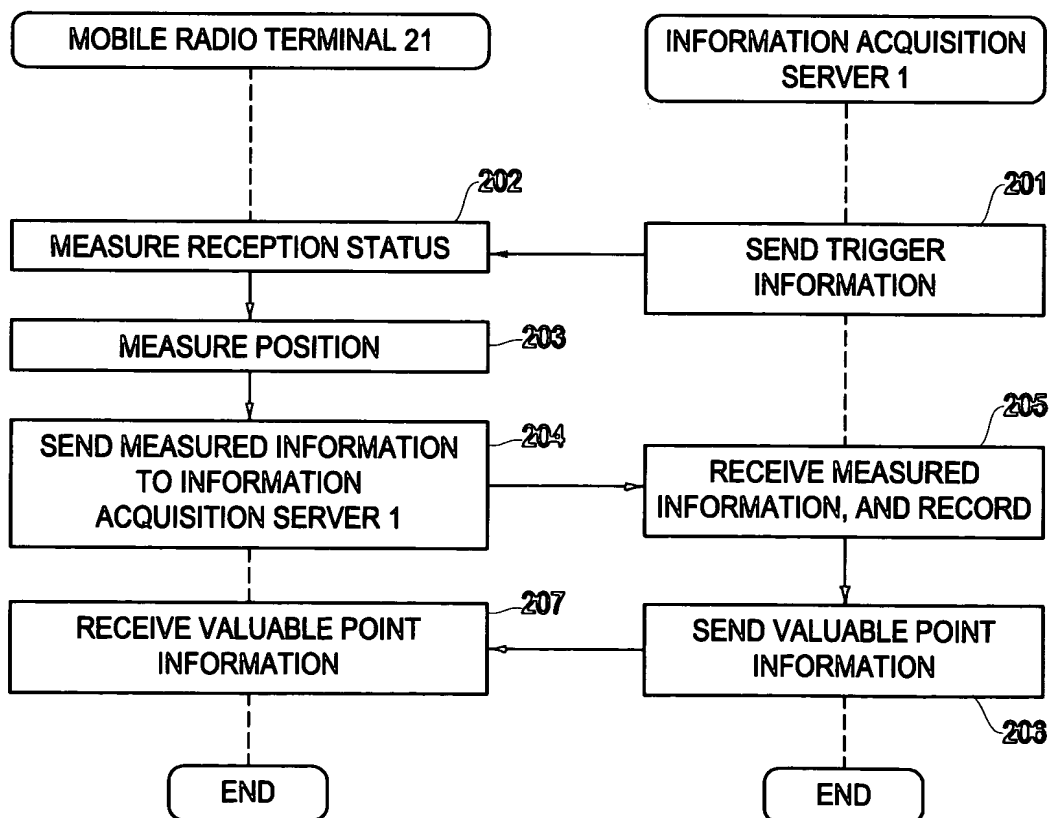 MOBILE RADIO TERMINAL 21
INFORMATION ACQUISITION
SERVER 1
202
201
MEASURE RECEPTION STATUS
SEND TRIGGER
INFORMATION
MEASURE POSITION
203
SEND MEASURED INFORMATION
TO INFORMATION
ACQUISITION SERVER 1
204
205
RECEIVE MEASURED
INFORMATION, AND RECORD
RECEIVE VALUABLE POINT
INFORMATION
207
SEND VALUABLE POINT
INFORMATION
206
END
END